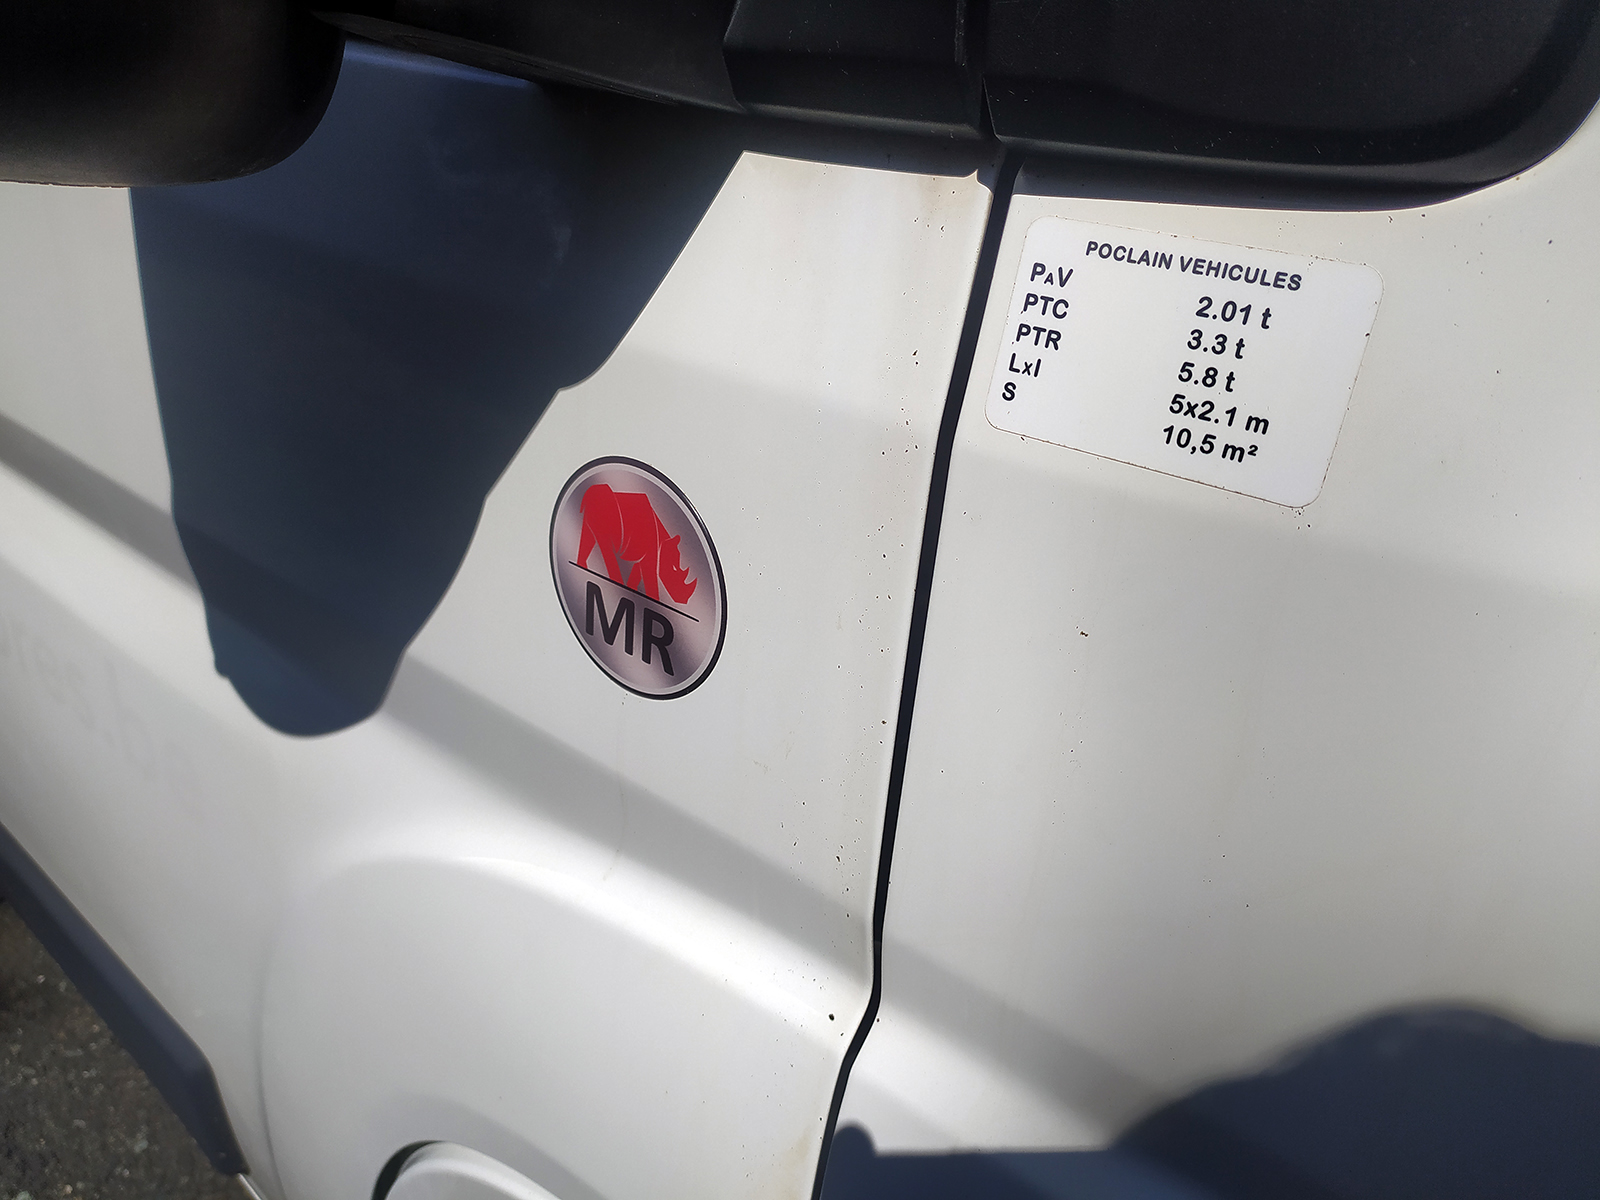 POCLAIN VEHICULES
PAV 2.01 t
PTC 3.3 t
PTR 5.8 t
LxI 5x2.1 m
S 10,5 m²
MR